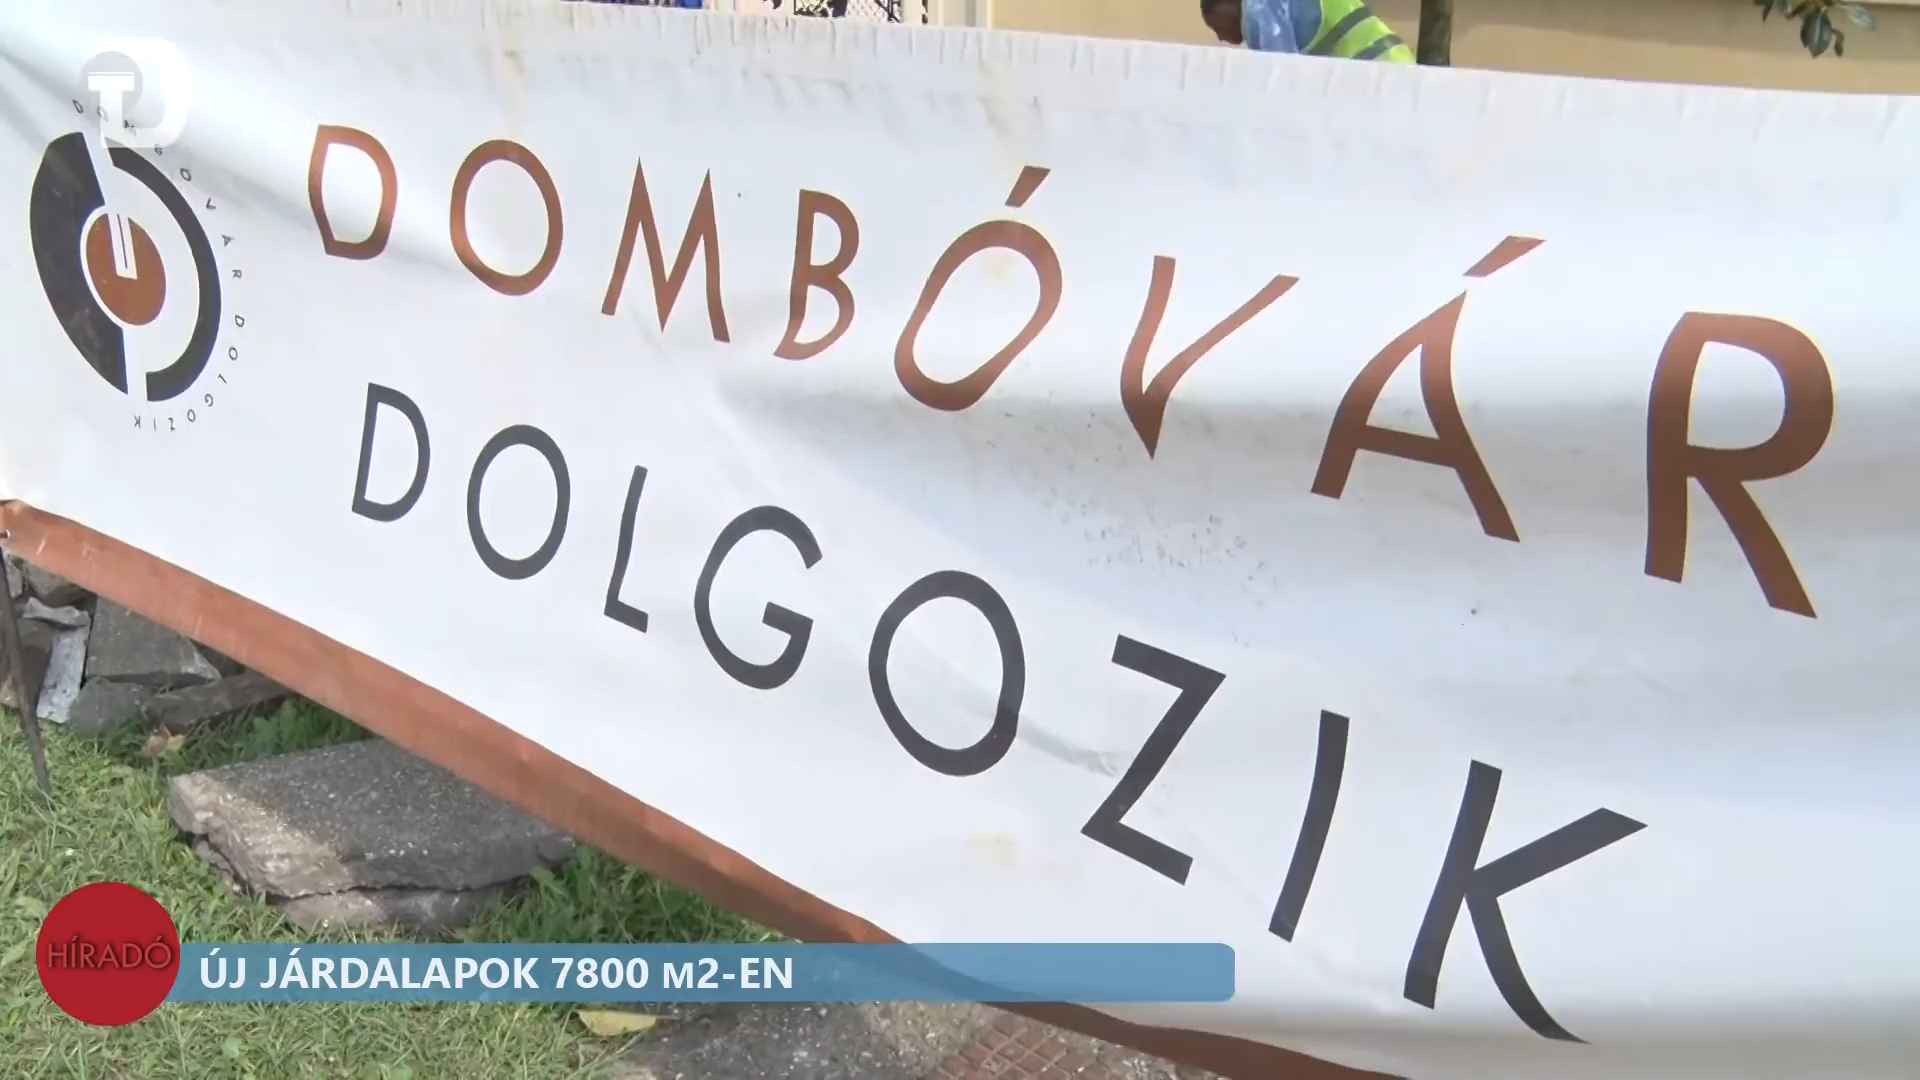 DOMBÓVÁR DOLGOZIK
DOMBÓVÁR
DOLGOZIK
HÍRADÓ
ÚJ JÁRDALAPOK 7800 M2-EN